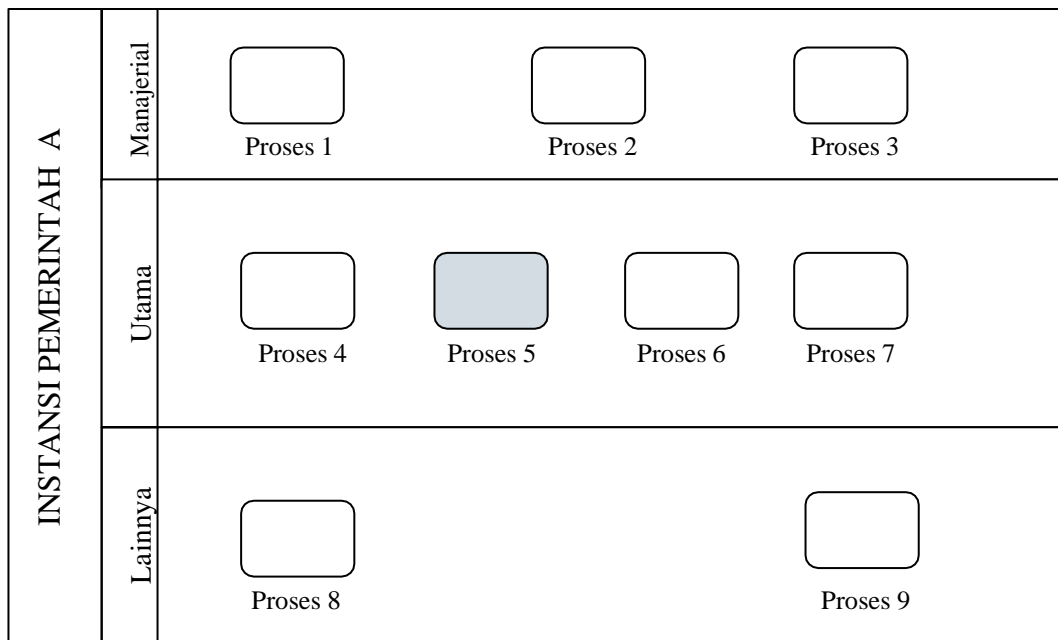 INSTANSI PEMERINTAH A
Manajerial
Proses 1
Proses 2
Proses 3
Utama
Proses 4
Proses 5
Proses 6
Proses 7
Lainnya
Proses 8
Proses 9